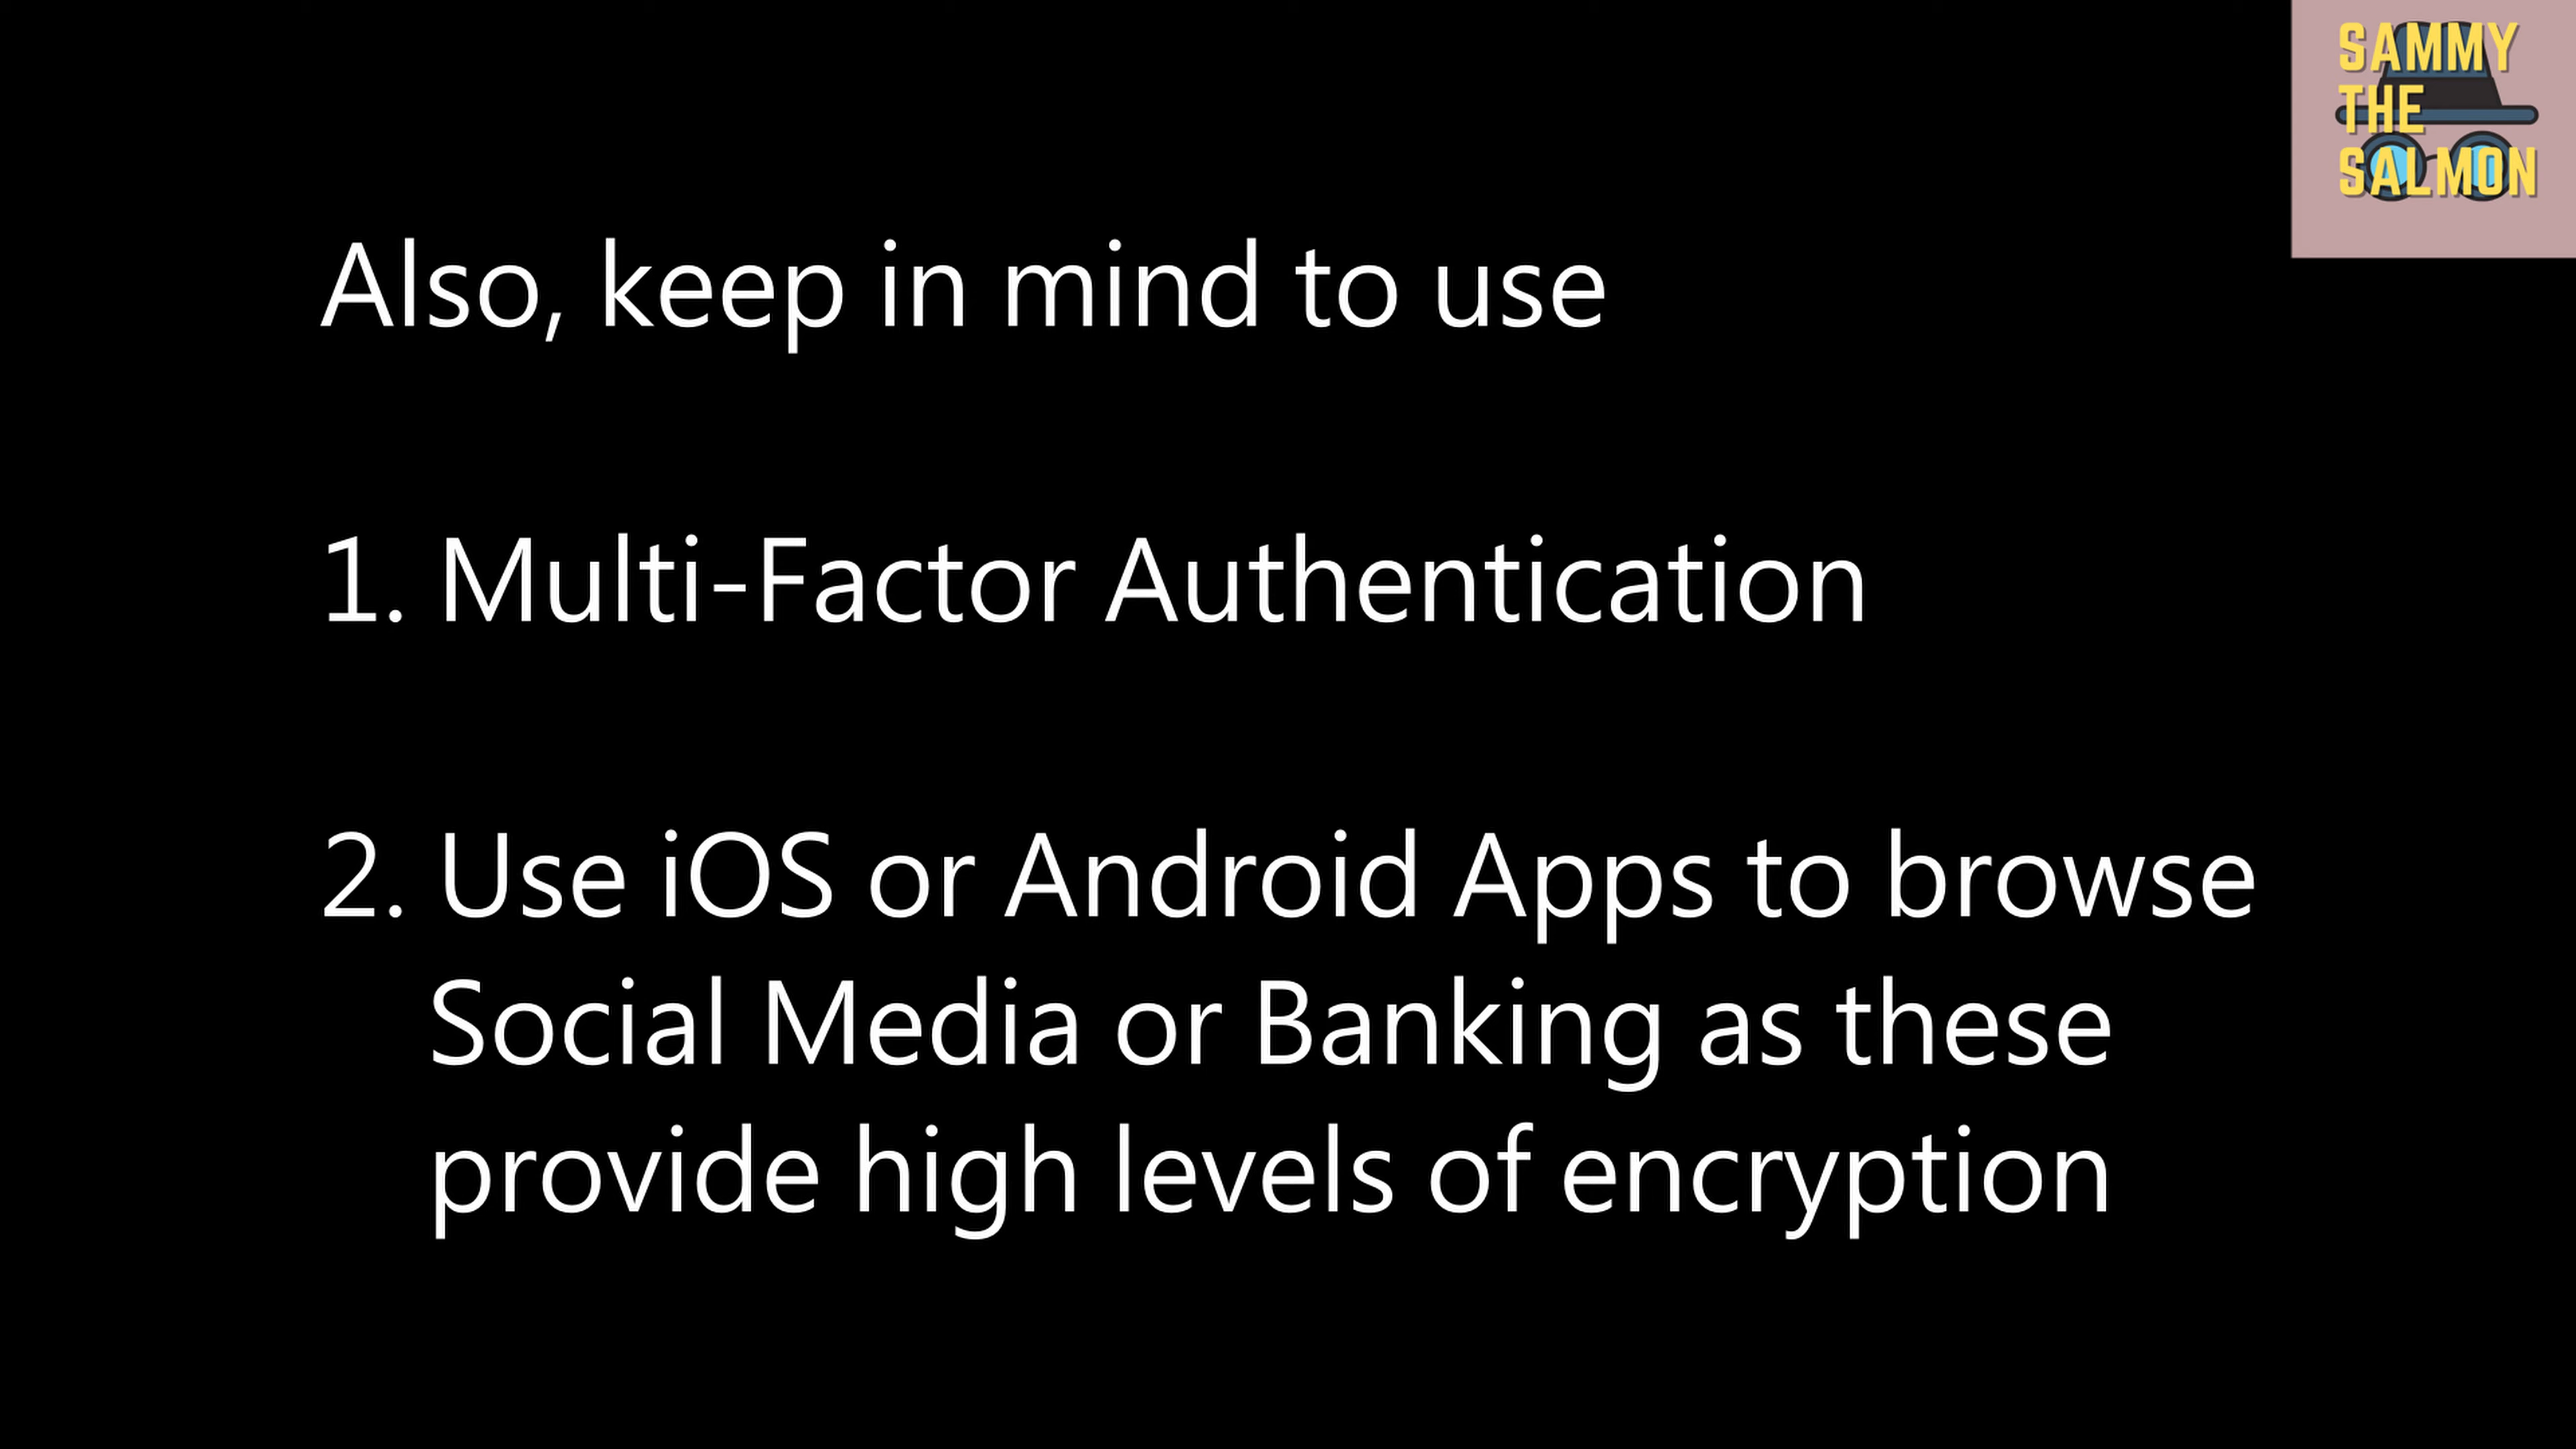 SAMMY
THE
SALMON
Also, keep in mind to use
1. Multi-Factor Authentication
2. Use iOS or Android Apps to browse
Social Media or Banking as these
provide high levels of encryption